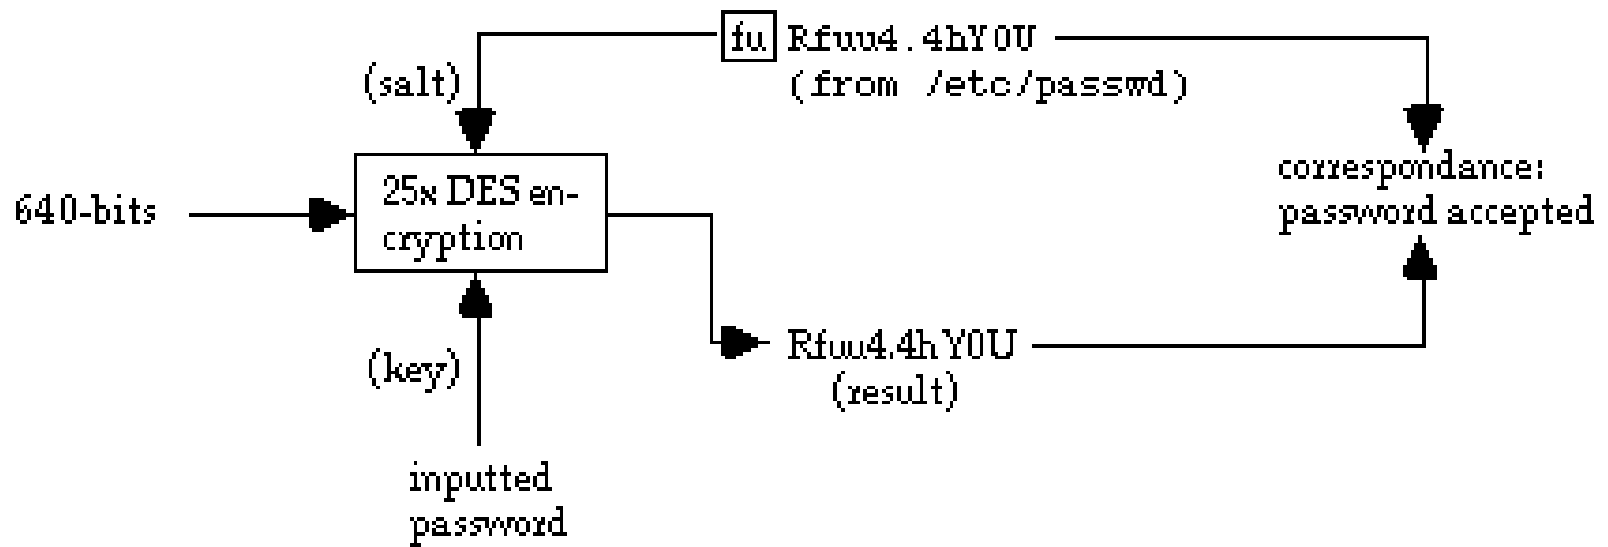 fu Rfuu4.4hY0U
(from /etc/passwd)
(salt)
correspondance:
password accepted
640-bits
25x DES en-
cryption
Rfuu4.4hY0U
(result)
(key)
inputted
password